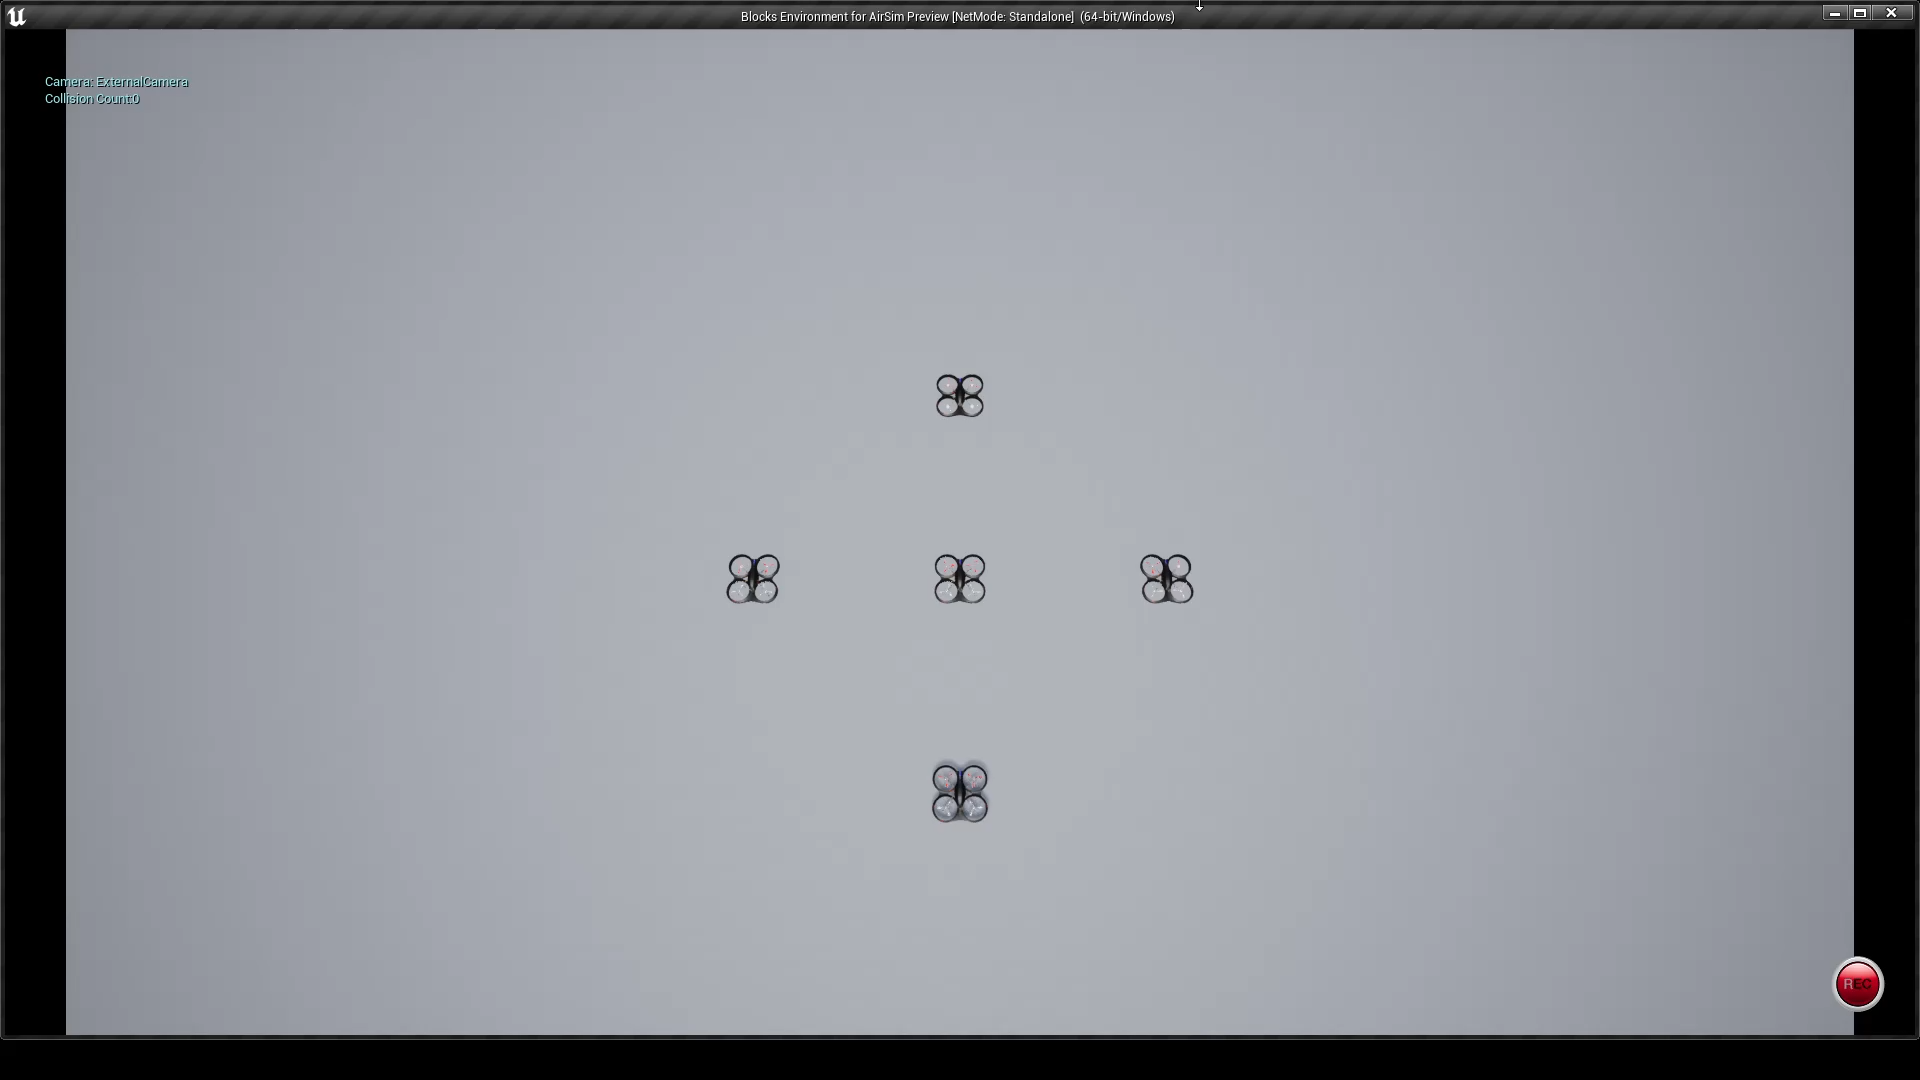 Blocks Environment for AirSim Preview [NetMode: Standalone]  (64-bit/Windows)
Camera: ExternalCamera
Collision Count:0
REC